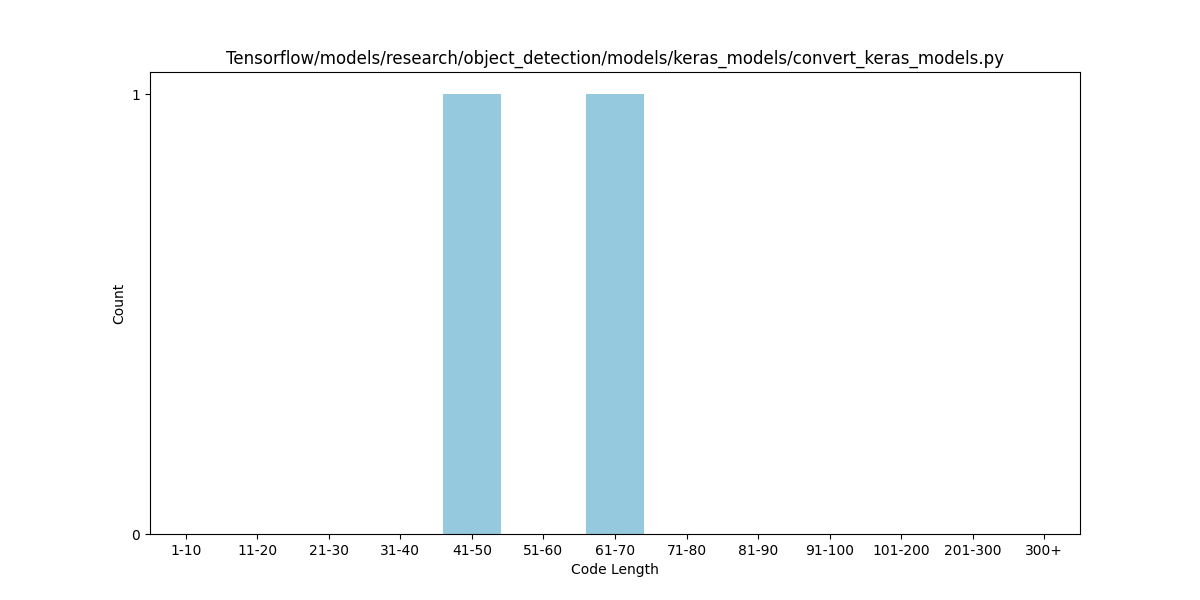 Tensorflow/models/research/object_detection/models/keras_models/convert_keras_models.py
1
Count
0
1-10 11-20 21-30 31-40 41-50 51-60 61-70 71-80 81-90 91-100 101-200 201-300 300+
Code Length